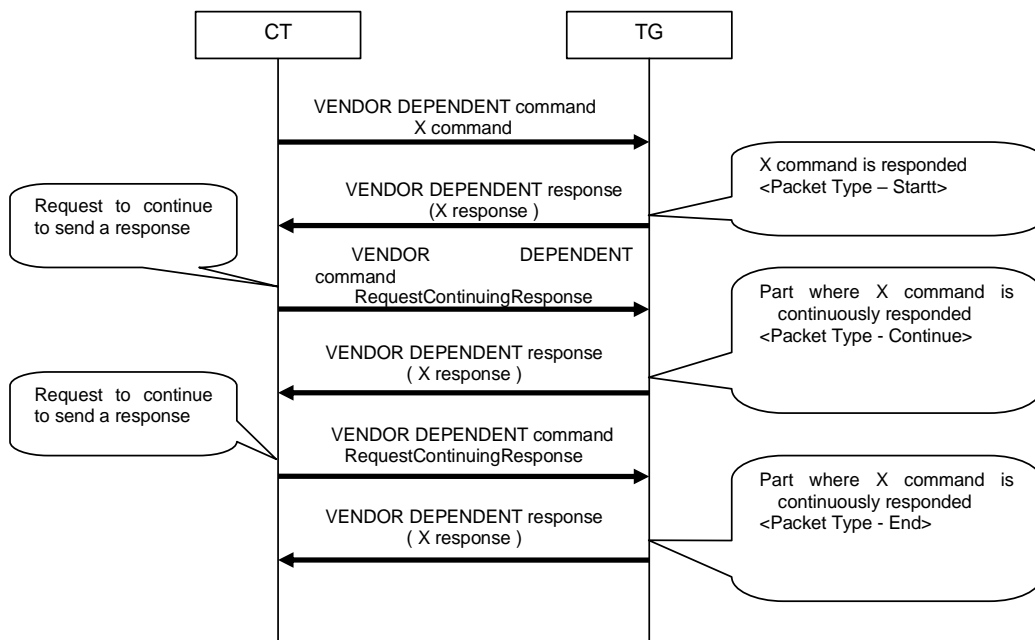 CT
TG
VENDOR DEPENDENT command
X command
X command is responded
<Packet Type – Startt>
VENDOR DEPENDENT response
(X response )
Request to continue
to send a response
VENDOR DEPENDENT
command
RequestContinuingResponse
Part where X command is
continuously responded
<Packet Type - Continue>
VENDOR DEPENDENT response
( X response )
Request to continue
to send a response
VENDOR DEPENDENT command
RequestContinuingResponse
Part where X command is
continuously responded
<Packet Type - End>
VENDOR DEPENDENT response
( X response )